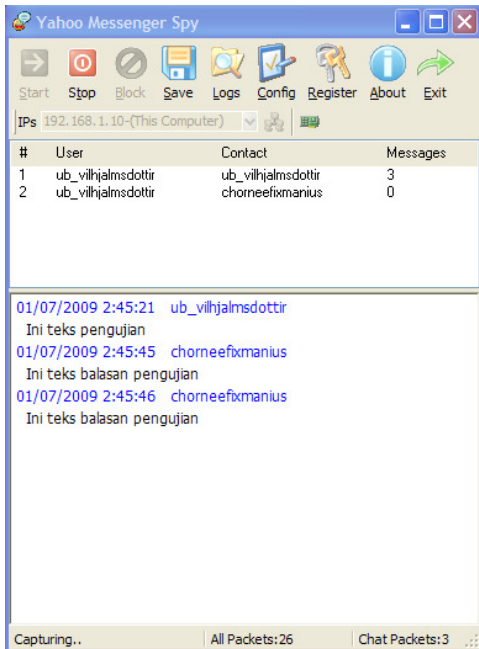 Yahoo Messenger Spy
Start Stop Block Save Logs Config Register About Exit
IPs 192.168.1.10-(This Computer)
# User Contact Messages
1 ub_vilhjalmsdottir ub_vilhjalmsdottir 3
2 ub_vilhjalmsdottir chorneefixmanius 0
01/07/2009 2:45:21 ub_vilhjalmsdottir
Ini teks pengujian
01/07/2009 2:45:45 chorneefixmanius
Ini teks balasan pengujian
01/07/2009 2:45:46 chorneefixmanius
Ini teks balasan pengujian
Capturing.. All Packets:26 Chat Packets:3